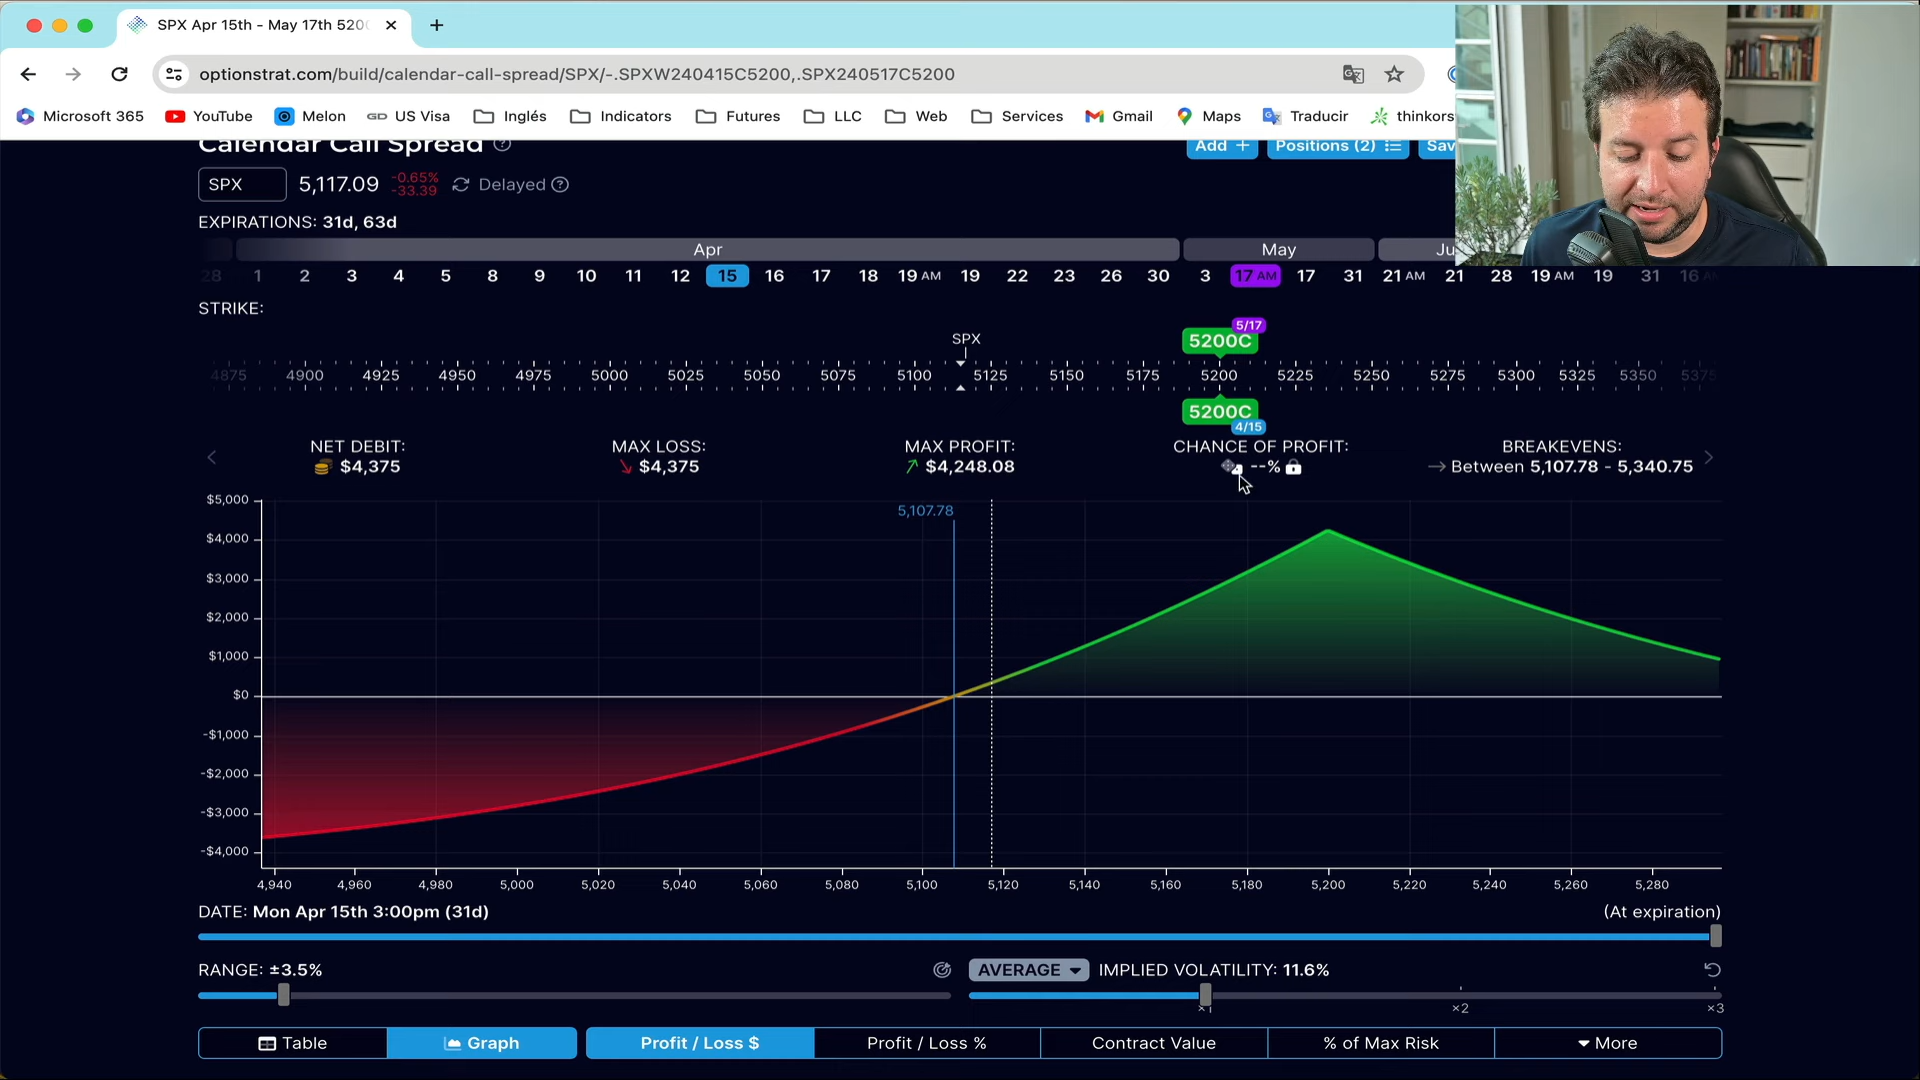 SPX Apr 15th - May 17th 520
optionstrat.com/build/calendar-call-spread/SPX/-.SPXW240415C5200,.SPX240517C5200
Microsoft 365 YouTube Melon GD US Visa Inglés Indicators Futures LLC Web Services Gmail Maps Traducir thinkors
Calendar Call Spread ? Add + Positions (2) Sav
SPX 5,117.09 -0.65% -33.39 Delayed ?
EXPIRATIONS: 31d, 63d
Apr May Ju
28 1 2 3 4 5 8 9 10 11 12 15 16 17 18 19 AM 19 22 23 26 30 3 17 AM 17 31 21 AM 21 28 19 AM 19 31 16 AM
STRIKE:
5/17
SPX 5200C
4875 4900 4925 4950 4975 5000 5025 5050 5075 5100 5125 5150 5175 5200 5225 5250 5275 5300 5325 5350 5375
5200C
4/15
NET DEBIT: MAX LOSS: MAX PROFIT: CHANCE OF PROFIT: BREAKEVENS:
$4,375 $4,375 $4,248.08 --% Between 5,107.78 - 5,340.75
$5,000
5,107.78
$4,000
$3,000
$2,000
$1,000
$0
-$1,000
-$2,000
-$3,000
-$4,000
4,940 4,960 4,980 5,000 5,020 5,040 5,060 5,080 5,100 5,120 5,140 5,160 5,180 5,200 5,220 5,240 5,260 5,280
DATE: Mon Apr 15th 3:00pm (31d) (At expiration)
RANGE: ±3.5% AVERAGE IMPLIED VOLATILITY: 11.6%
×1 ×2 ×3
Table Graph Profit / Loss $ Profit / Loss % Contract Value % of Max Risk More